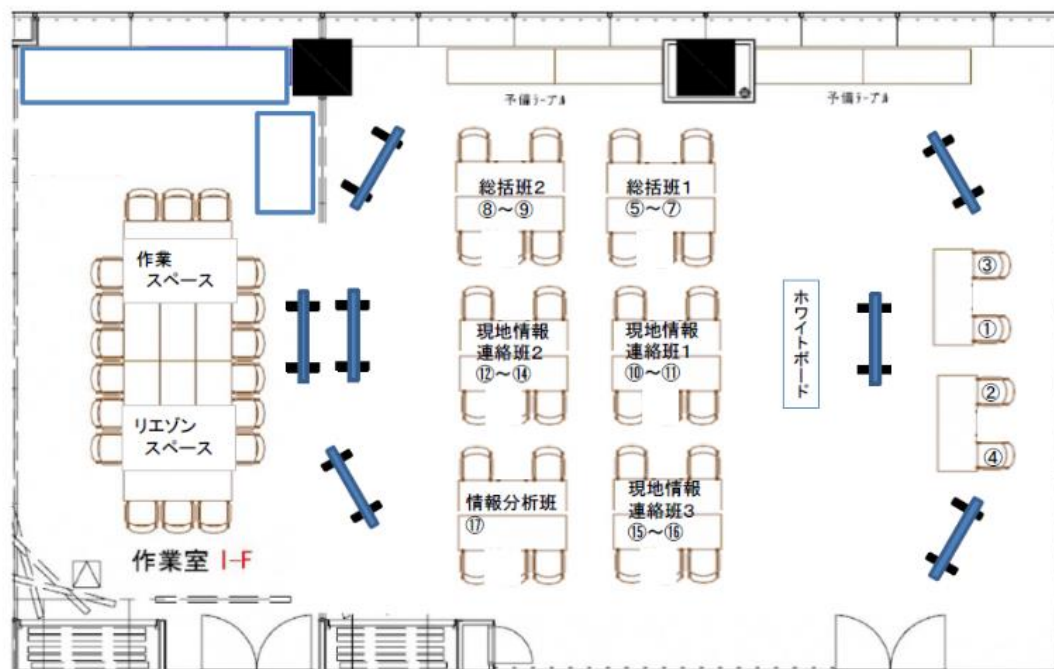 予備テーブル
予備テーブル
総括班2
⑧～⑨
総括班1
⑤～⑦
作業
スペース
③
①
ホワイトボード
現地情報
連絡班2
⑫～⑭
現地情報
連絡班1
⑩～⑪
②
④
リエゾン
スペース
情報分析班
⑰
現地情報
連絡班3
⑮～⑯
作業室 I-F